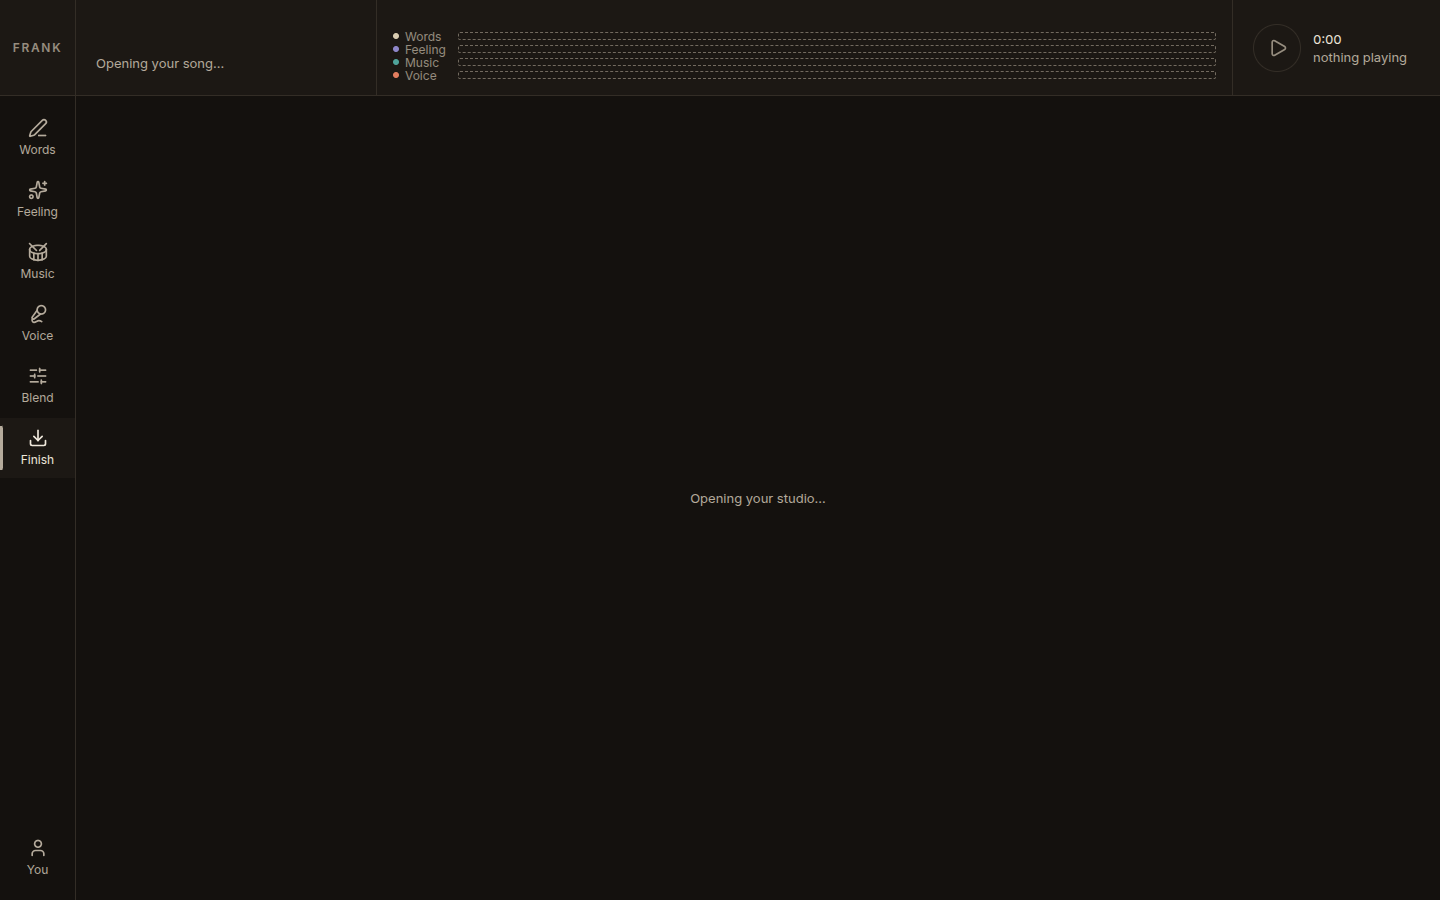 FRANK
Opening your song...
Words
Feeling
Music
Voice
0:00
nothing playing
Words
Feeling
Music
Voice
Blend
Finish
Opening your studio...
You